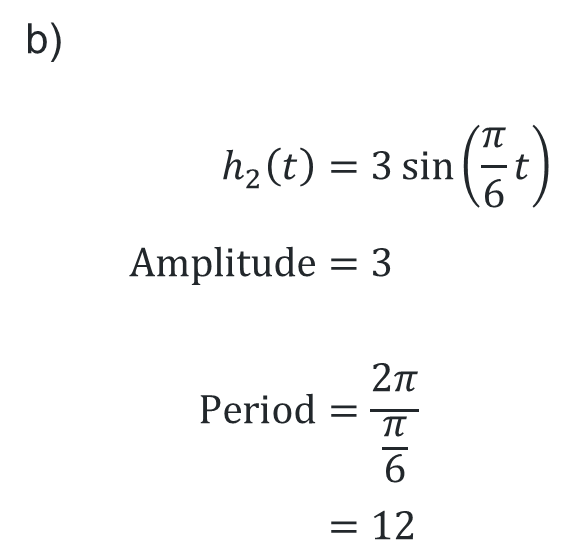 b)
h₂(t) = 3 sin(π/6 t)
Amplitude = 3
Period = 2π/(π/6)
= 12